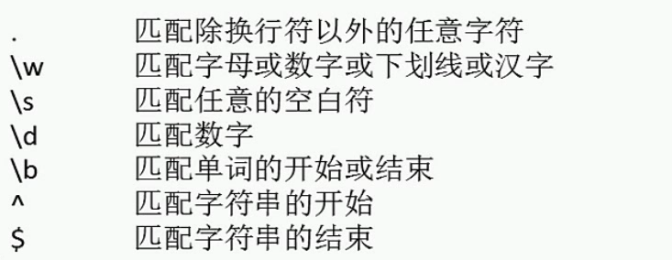 . 匹配除换行符以外的任意字符
\w 匹配字母或数字或下划线或汉字
\s 匹配任意的空白符
\d 匹配数字
\b 匹配单词的开始或结束
^ 匹配字符串的开始
$ 匹配字符串的结束